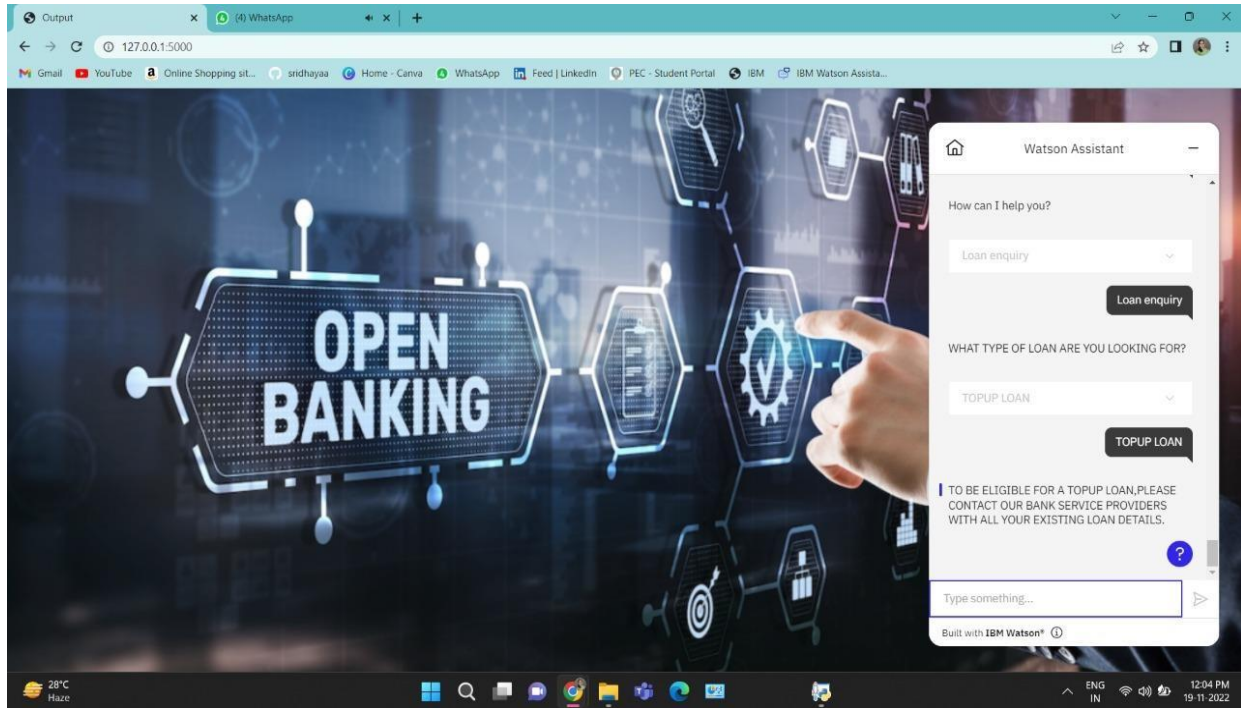 Output
(4) WhatsApp
127.0.0.1:5000
Gmail
YouTube
Online Shopping sit...
sridhayaa
Home - Canva
WhatsApp
Feed | LinkedIn
PEC - Student Portal
IBM
IBM Watson Assista...
OPEN
BANKING
Watson Assistant
How can I help you?
Loan enquiry
Loan enquiry
WHAT TYPE OF LOAN ARE YOU LOOKING FOR?
TOPUP LOAN
TOPUP LOAN
TO BE ELIGIBLE FOR A TOPUP LOAN,PLEASE
CONTACT OUR BANK SERVICE PROVIDERS
WITH ALL YOUR EXISTING LOAN DETAILS.
?
Type something...
Built with IBM Watson®
28°C
Haze
ENG
IN
12:04 PM
19-11-2022